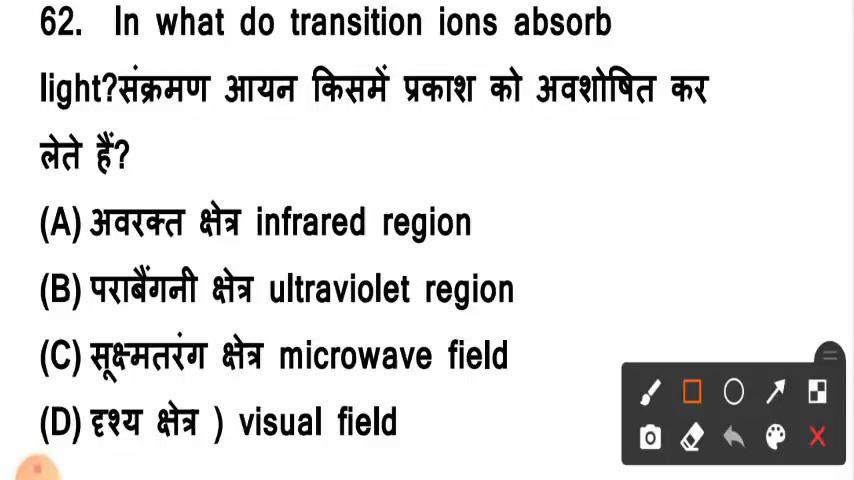 62. In what do transition ions absorb
light?संक्रमण आयन किसमें प्रकाश को अवशोषित कर
लेते हैं?
(A) अवरक्त क्षेत्र infrared region
(B) पराबैंगनी क्षेत्र ultraviolet region
(C) सूक्ष्मतरंग क्षेत्र microwave field
(D) दृश्य क्षेत्र ) visual field